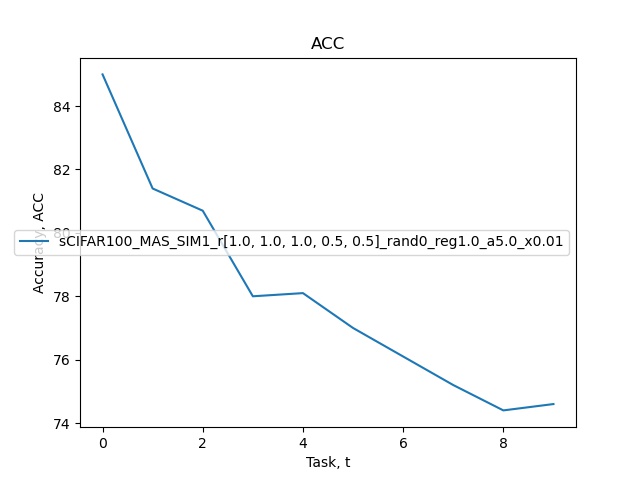 ACC
84
82
80
78
76
74
Accuracy, ACC
sCIFAR100_MAS_SIM1_r[1.0, 1.0, 1.0, 0.5, 0.5]_rand0_reg1.0_a5.0_x0.01
0 2 4 6 8
Task, t